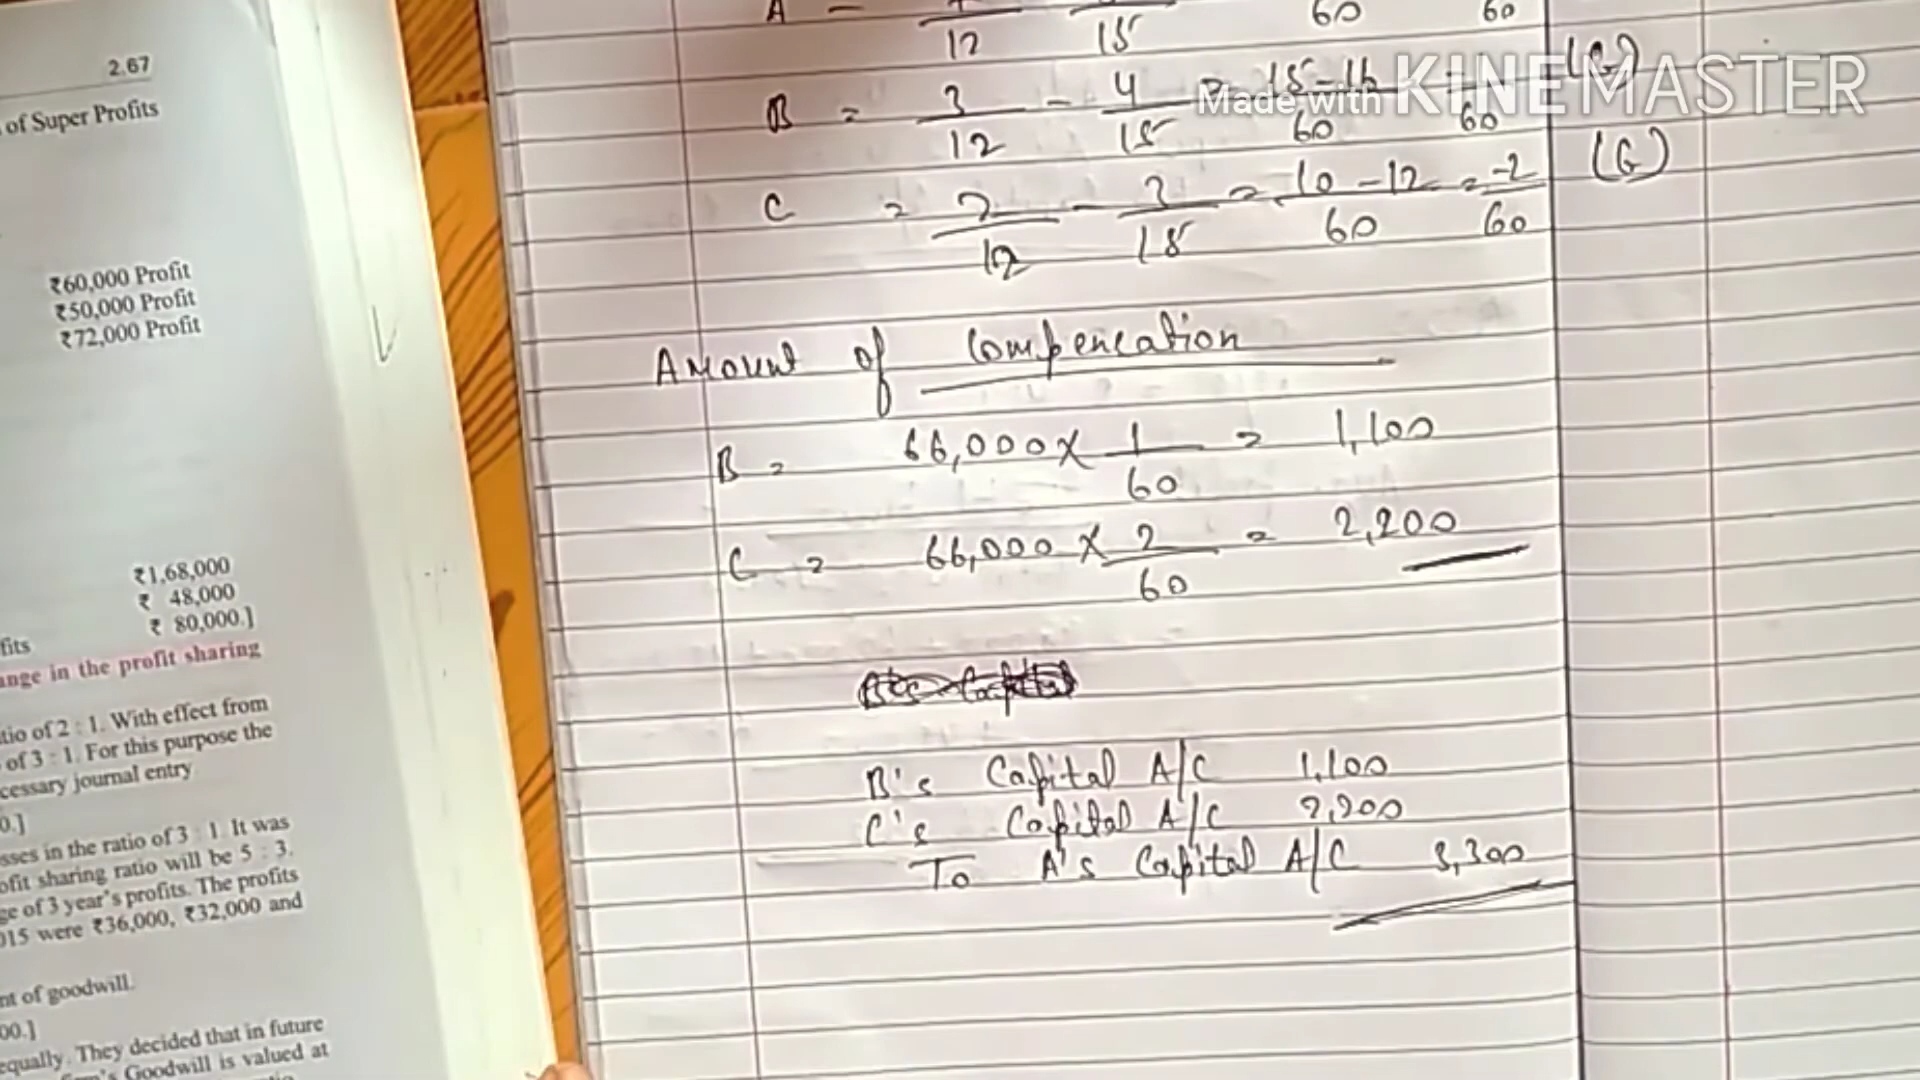 2.67
of Super Profits
₹60,000 Profit
₹50,000 Profit
₹72,000 Profit
₹1,68,000
₹ 48,000
₹ 80,000.]
fits
ange in the profit sharing
tio of 2 : 1. With effect from
of 3 : 1. For this purpose the
cessary journal entry
0.]
sses in the ratio of 3 : 1. It was
ofit sharing ratio will be 5 : 3.
ge of 3 year's profits. The profits
015 were ₹36,000, ₹32,000 and
nt of goodwill.
00.]
equally. They decided that in future
Goodwill is valued at
A -
12 15 60 60
Made with KINEMASTER
B = 3/12 - 4/15 = 15-16/60 /60 (G)
C = 2/12 - 3/15 = 10-12/60 = -2/60 (G)
Amount of Compencation
B = 66,000 X 1/60 = 1,100
C = 66,000 X 2/60 = 2,200
B's Capital A/C 1,100
C's Capital A/C 2,200
To A's Capital A/C 3,300